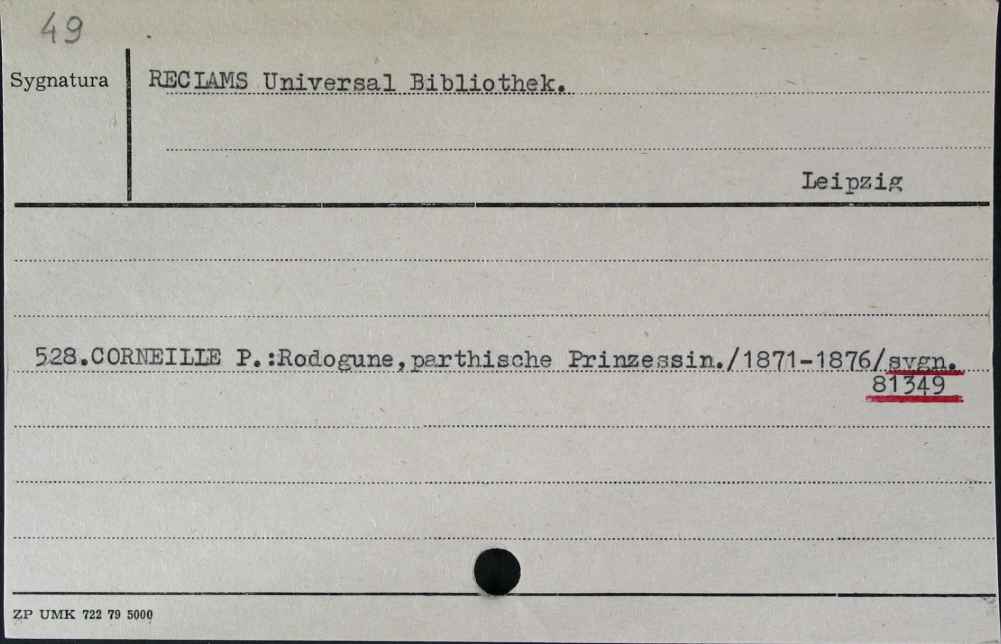 49
Sygnatura
RECLAMS Universal Bibliothek.
Leipzig
528.CORNEILLE P.:Rodogune,parthische Prinzessin./1871-1876/sygn.
81349
ZP UMK 722 79 5000